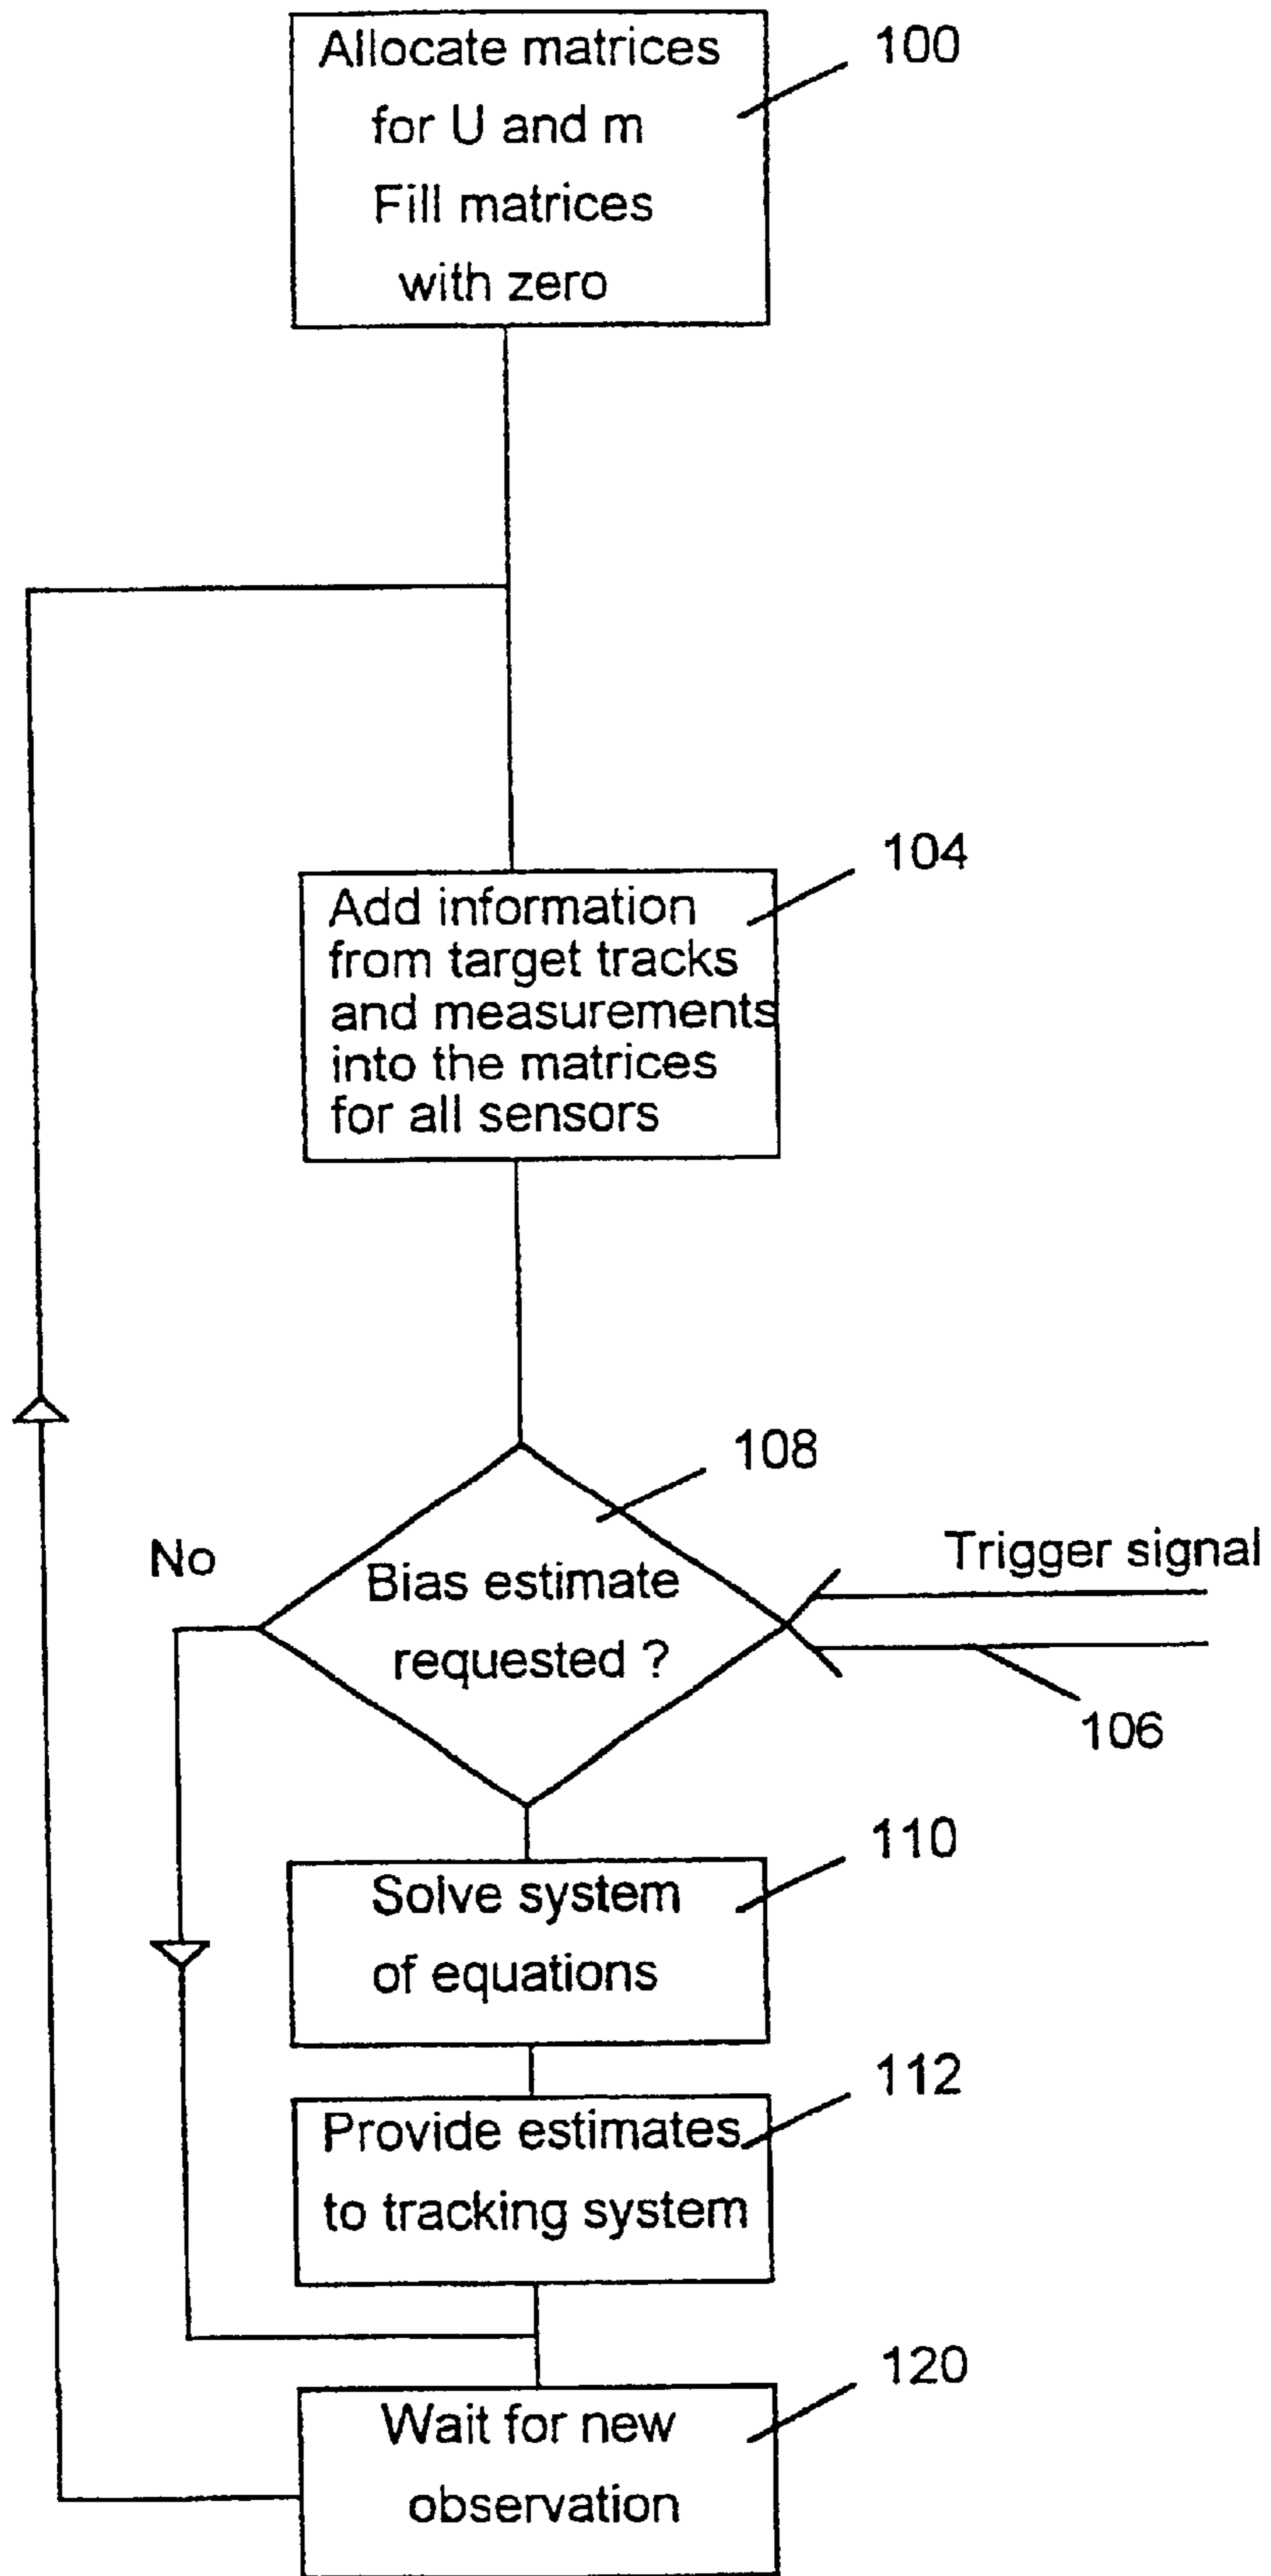 Allocate matrices
for U and m
Fill matrices
with zero
100
Add information
from target tracks
and measurements
into the matrices
for all sensors
104
108
No
Bias estimate
requested ?
Trigger signal
106
Solve system
of equations
110
Provide estimates
to tracking system
112
Wait for new
observation
120